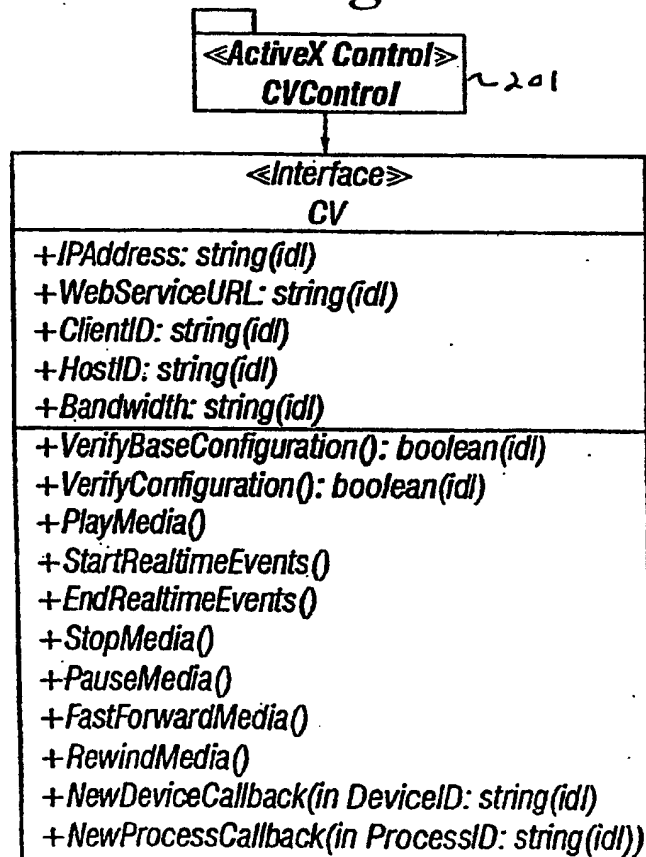 ≪ActiveX Control≫
CVControl
201
≪Interface≫
CV
+IPAddress: string(idl)
+WebServiceURL: string(idl)
+ClientID: string(idl)
+HostID: string(idl)
+Bandwidth: string(idl)
+VerifyBaseConfiguration(): boolean(idl)
+VerifyConfiguration(): boolean(idl)
+PlayMedia()
+StartRealtimeEvents()
+EndRealtimeEvents()
+StopMedia()
+PauseMedia()
+FastForwardMedia()
+RewindMedia()
+NewDeviceCallback(in DeviceID: string(idl)
+NewProcessCallback(in ProcessID: string(idl))